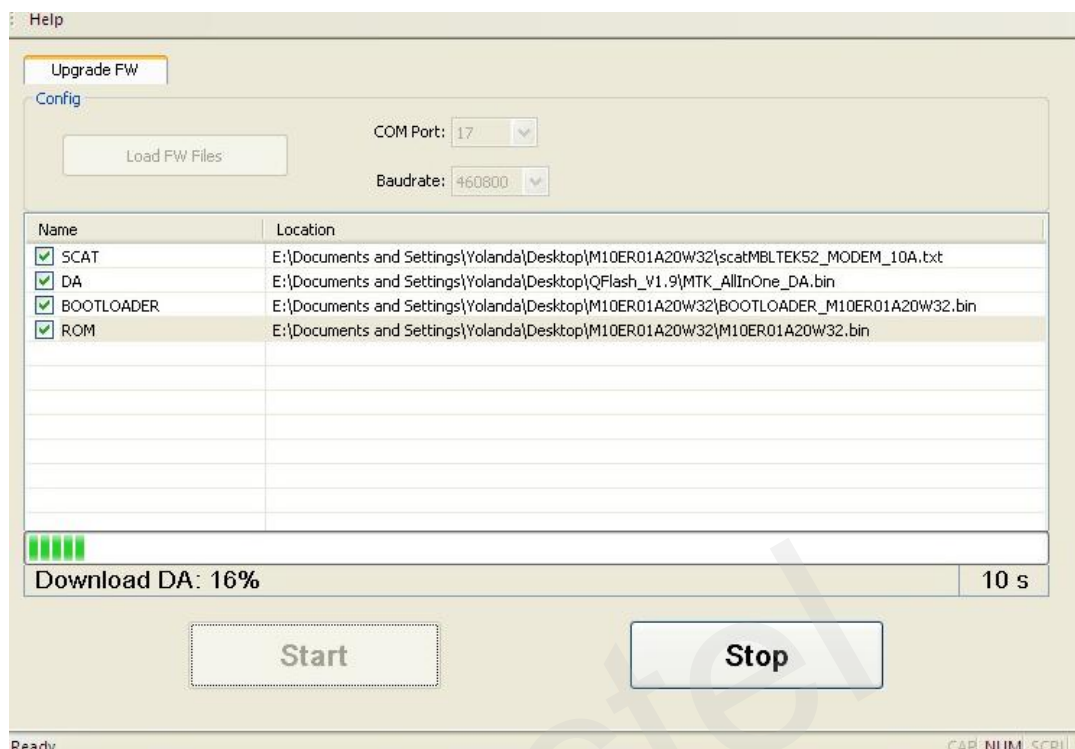 Help
Upgrade FW
Config
Load FW Files
COM Port: 17
Baudrate: 460800
Name Location
SCAT E:\Documents and Settings\Yolanda\Desktop\M10ER01A20W32\scatMBLTEK52_MODEM_10A.txt
DA E:\Documents and Settings\Yolanda\Desktop\QFlash_V1.9\MTK_AllInOne_DA.bin
BOOTLOADER E:\Documents and Settings\Yolanda\Desktop\M10ER01A20W32\BOOTLOADER_M10ER01A20W32.bin
ROM E:\Documents and Settings\Yolanda\Desktop\M10ER01A20W32\M10ER01A20W32.bin
Download DA: 16% 10 s
Start Stop
Ready CAP NUM SCRL